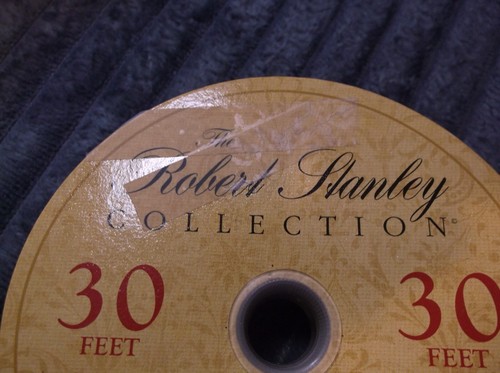 The
Robert Stanley
COLLECTION©
30 30
FEET FEET